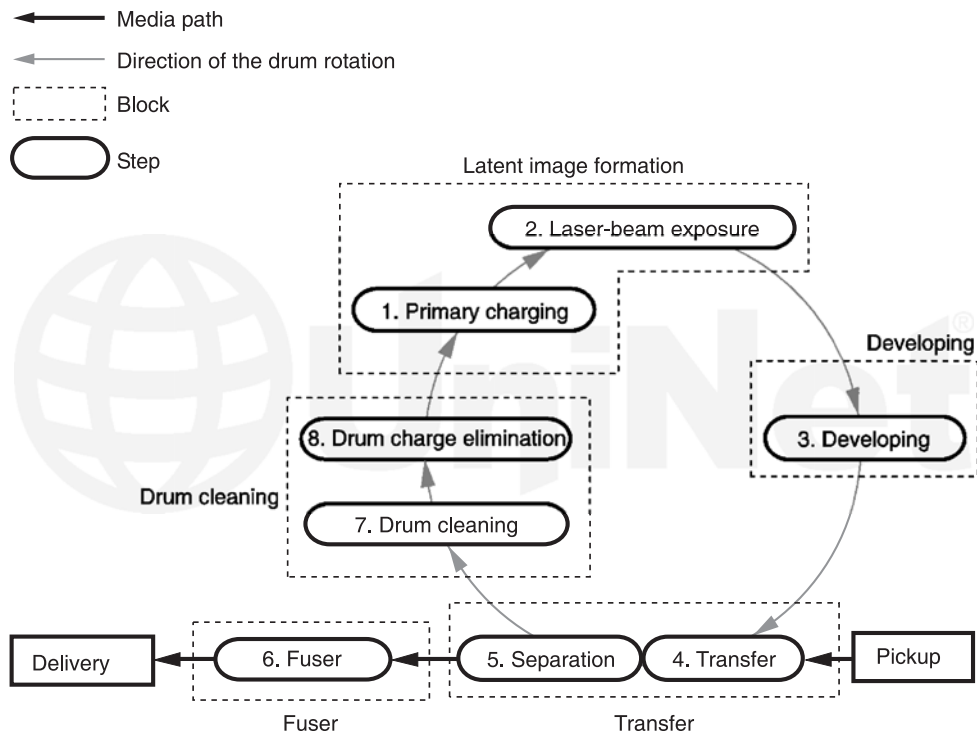 Media path
Direction of the drum rotation
Block
Step
Latent image formation
2. Laser-beam exposure
1. Primary charging
UniNet®
Developing
3. Developing
8. Drum charge elimination
Drum cleaning
7. Drum cleaning
Delivery
6. Fuser
5. Separation
4. Transfer
Pickup
Fuser
Transfer